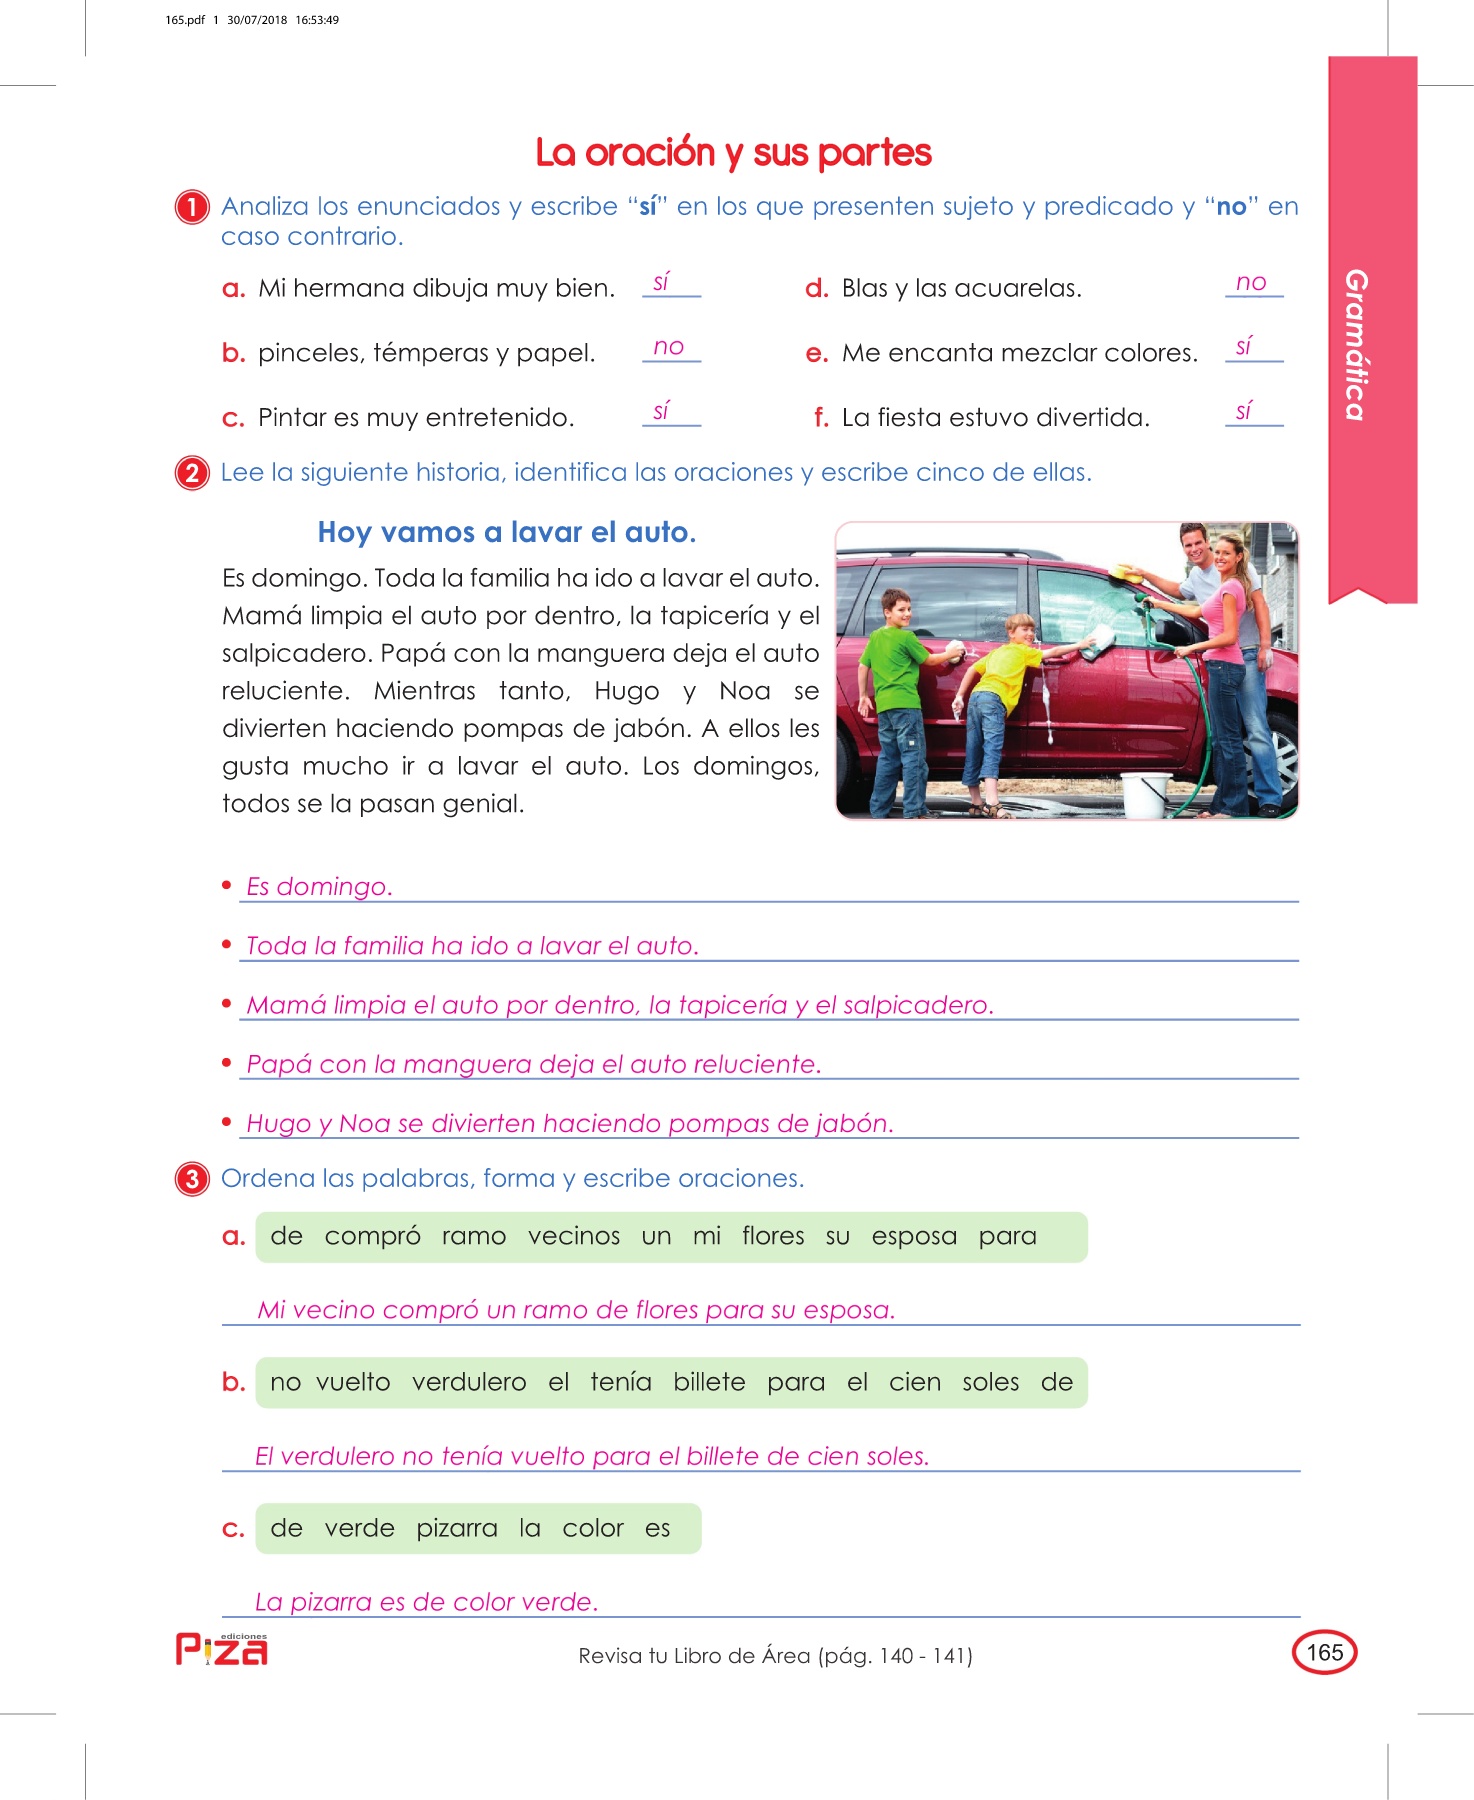 165.pdf 1 30/07/2018 16:53:49
La oración y sus partes
1 Analiza los enunciados y escribe “sí” en los que presenten sujeto y predicado y “no” en
caso contrario.
a. Mi hermana dibuja muy bien. sí
d. Blas y las acuarelas. no
b. pinceles, témperas y papel. no
e. Me encanta mezclar colores. sí
c. Pintar es muy entretenido. sí
f. La fiesta estuvo divertida. sí
Gramática
2 Lee la siguiente historia, identifica las oraciones y escribe cinco de ellas.
Hoy vamos a lavar el auto.
Es domingo. Toda la familia ha ido a lavar el auto.
Mamá limpia el auto por dentro, la tapicería y el
salpicadero. Papá con la manguera deja el auto
reluciente. Mientras tanto, Hugo y Noa se
divierten haciendo pompas de jabón. A ellos les
gusta mucho ir a lavar el auto. Los domingos,
todos se la pasan genial.
• Es domingo.
• Toda la familia ha ido a lavar el auto.
• Mamá limpia el auto por dentro, la tapicería y el salpicadero.
• Papá con la manguera deja el auto reluciente.
• Hugo y Noa se divierten haciendo pompas de jabón.
3 Ordena las palabras, forma y escribe oraciones.
a. de compró ramo vecinos un mi flores su esposa para
Mi vecino compró un ramo de flores para su esposa.
b. no vuelto verdulero el tenía billete para el cien soles de
El verdulero no tenía vuelto para el billete de cien soles.
c. de verde pizarra la color es
La pizarra es de color verde.
ediciones
Piza
Revisa tu Libro de Área (pág. 140 - 141)
165